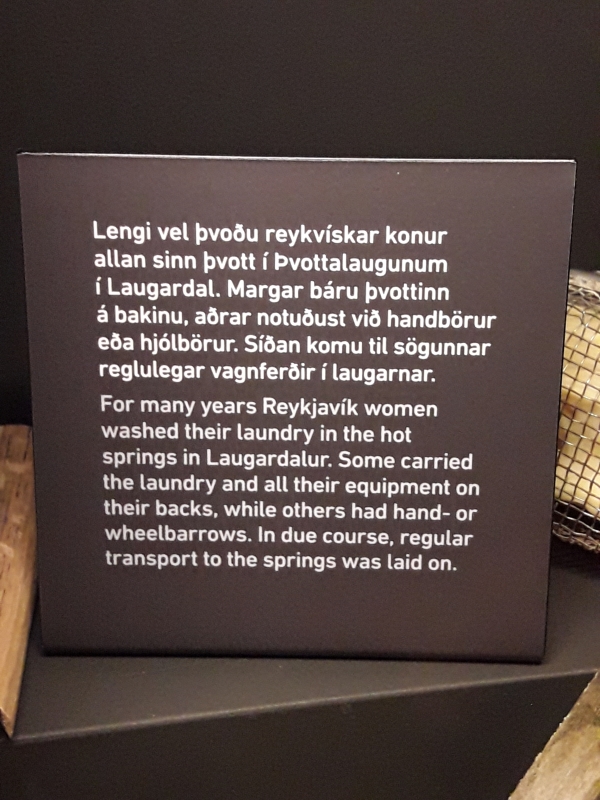 Lengi vel þvoðu reykvískar konur
allan sinn þvott í Þvottalaugunum
í Laugardal. Margar báru þvottinn
á bakinu, aðrar notuðust við handbörur
eða hjólbörur. Síðan komu til sögunnar
reglulegar vagnferðir í laugarnar.
For many years Reykjavík women
washed their laundry in the hot
springs in Laugardalur. Some carried
the laundry and all their equipment on
their backs, while others had hand- or
wheelbarrows. In due course, regular
transport to the springs was laid on.